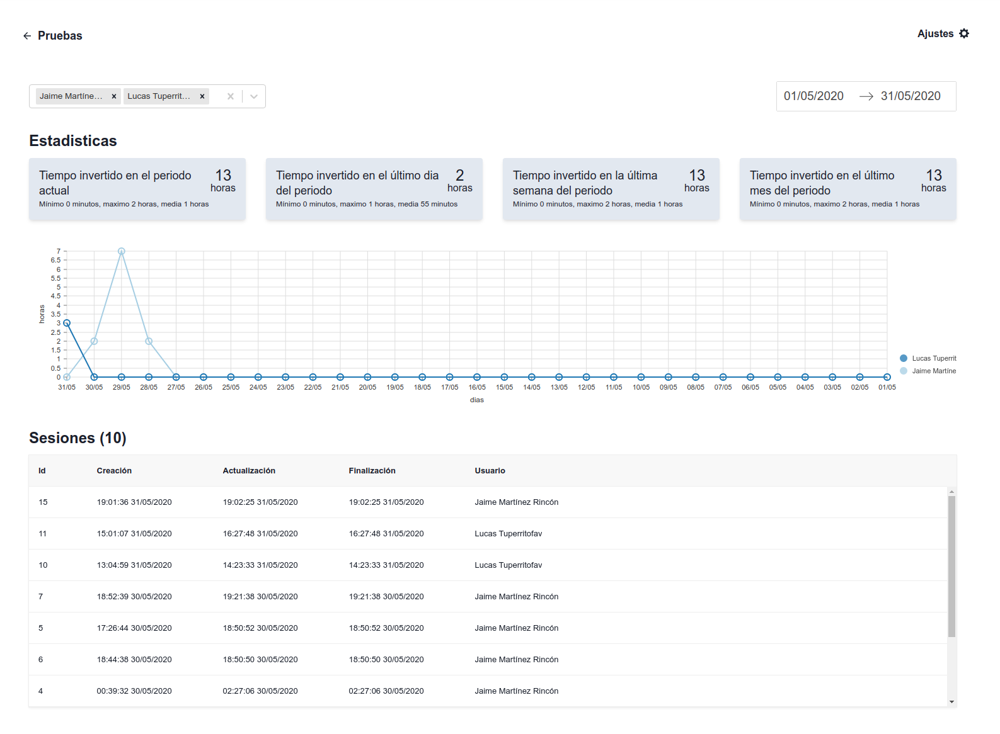 Pruebas
Ajustes
Jaime Martíne...
Lucas Tuperrit...
01/05/2020
31/05/2020
Estadisticas
Tiempo invertido en el periodo actual
13 horas
Mínimo 0 minutos, maximo 2 horas, media 1 horas
Tiempo invertido en el último dia del periodo
2 horas
Mínimo 0 minutos, maximo 1 horas, media 55 minutos
Tiempo invertido en la última semana del periodo
13 horas
Mínimo 0 minutos, maximo 2 horas, media 1 horas
Tiempo invertido en el último mes del periodo
13 horas
Mínimo 0 minutos, maximo 2 horas, media 1 horas
horas
7
6.5
6
5.5
5
4.5
4
3.5
3
2.5
2
1.5
1
0.5
0
31/05 30/05 29/05 28/05 27/05 26/05 25/05 24/05 23/05 22/05 21/05 20/05 19/05 18/05 17/05 16/05 15/05 14/05 13/05 12/05 11/05 10/05 09/05 08/05 07/05 06/05 05/05 04/05 03/05 02/05 01/05
dias
Lucas Tuperrit
Jaime Martíne
Sesiones (10)
Id Creación Actualización Finalización Usuario
15 19:01:36 31/05/2020 19:02:25 31/05/2020 19:02:25 31/05/2020 Jaime Martínez Rincón
11 15:01:07 31/05/2020 16:27:48 31/05/2020 16:27:48 31/05/2020 Lucas Tuperritofav
10 13:04:59 31/05/2020 14:23:33 31/05/2020 14:23:33 31/05/2020 Lucas Tuperritofav
7 18:52:39 30/05/2020 19:21:38 30/05/2020 19:21:38 30/05/2020 Jaime Martínez Rincón
5 17:26:44 30/05/2020 18:50:52 30/05/2020 18:50:52 30/05/2020 Jaime Martínez Rincón
6 18:44:38 30/05/2020 18:50:50 30/05/2020 18:50:50 30/05/2020 Jaime Martínez Rincón
4 00:39:32 30/05/2020 02:27:06 30/05/2020 02:27:06 30/05/2020 Jaime Martínez Rincón